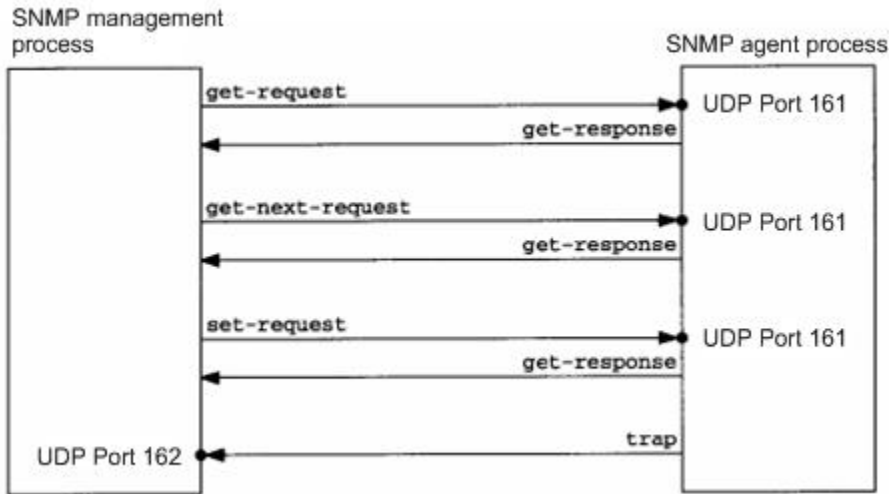 SNMP management
process
SNMP agent process
get-request
UDP Port 161
get-response
get-next-request
UDP Port 161
get-response
set-request
UDP Port 161
get-response
trap
UDP Port 162